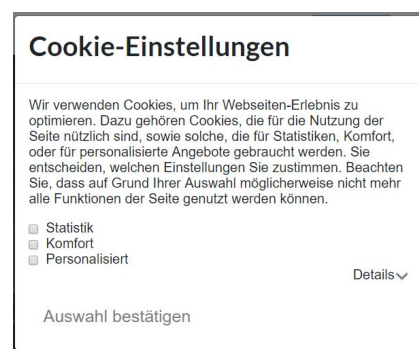 Cookie-Einstellungen
Wir verwenden Cookies, um Ihr Webseiten-Erlebnis zu
optimieren. Dazu gehören Cookies, die für die Nutzung der
Seite nützlich sind, sowie solche, die für Statistiken, Komfort,
oder für personalisierte Angebote gebraucht werden. Sie
entscheiden, welchen Einstellungen Sie zustimmen. Beachten
Sie, dass auf Grund Ihrer Auswahl möglicherweise nicht mehr
alle Funktionen der Seite genutzt werden können.
Statistik
Komfort
Personalisiert
Details
Auswahl bestätigen